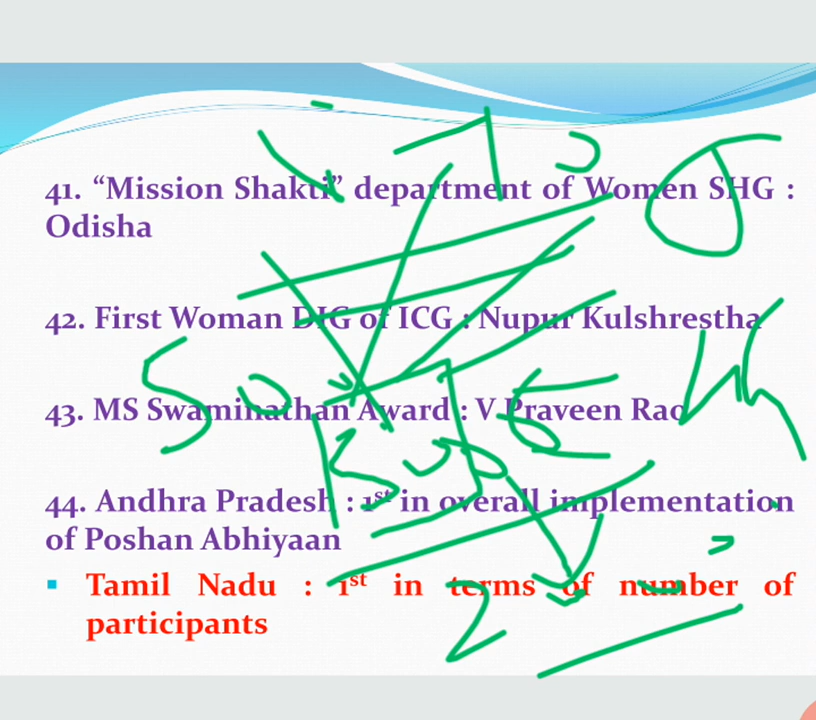 41. “Mission Shakti” department of Women SHG :
Odisha
42. First Woman DIG of ICG : Nupur Kulshrestha
43. MS Swaminathan Award : V Praveen Rao
44. Andhra Pradesh : 1st in overall implementation
of Poshan Abhiyaan
Tamil Nadu : 1st in terms of number of
participants